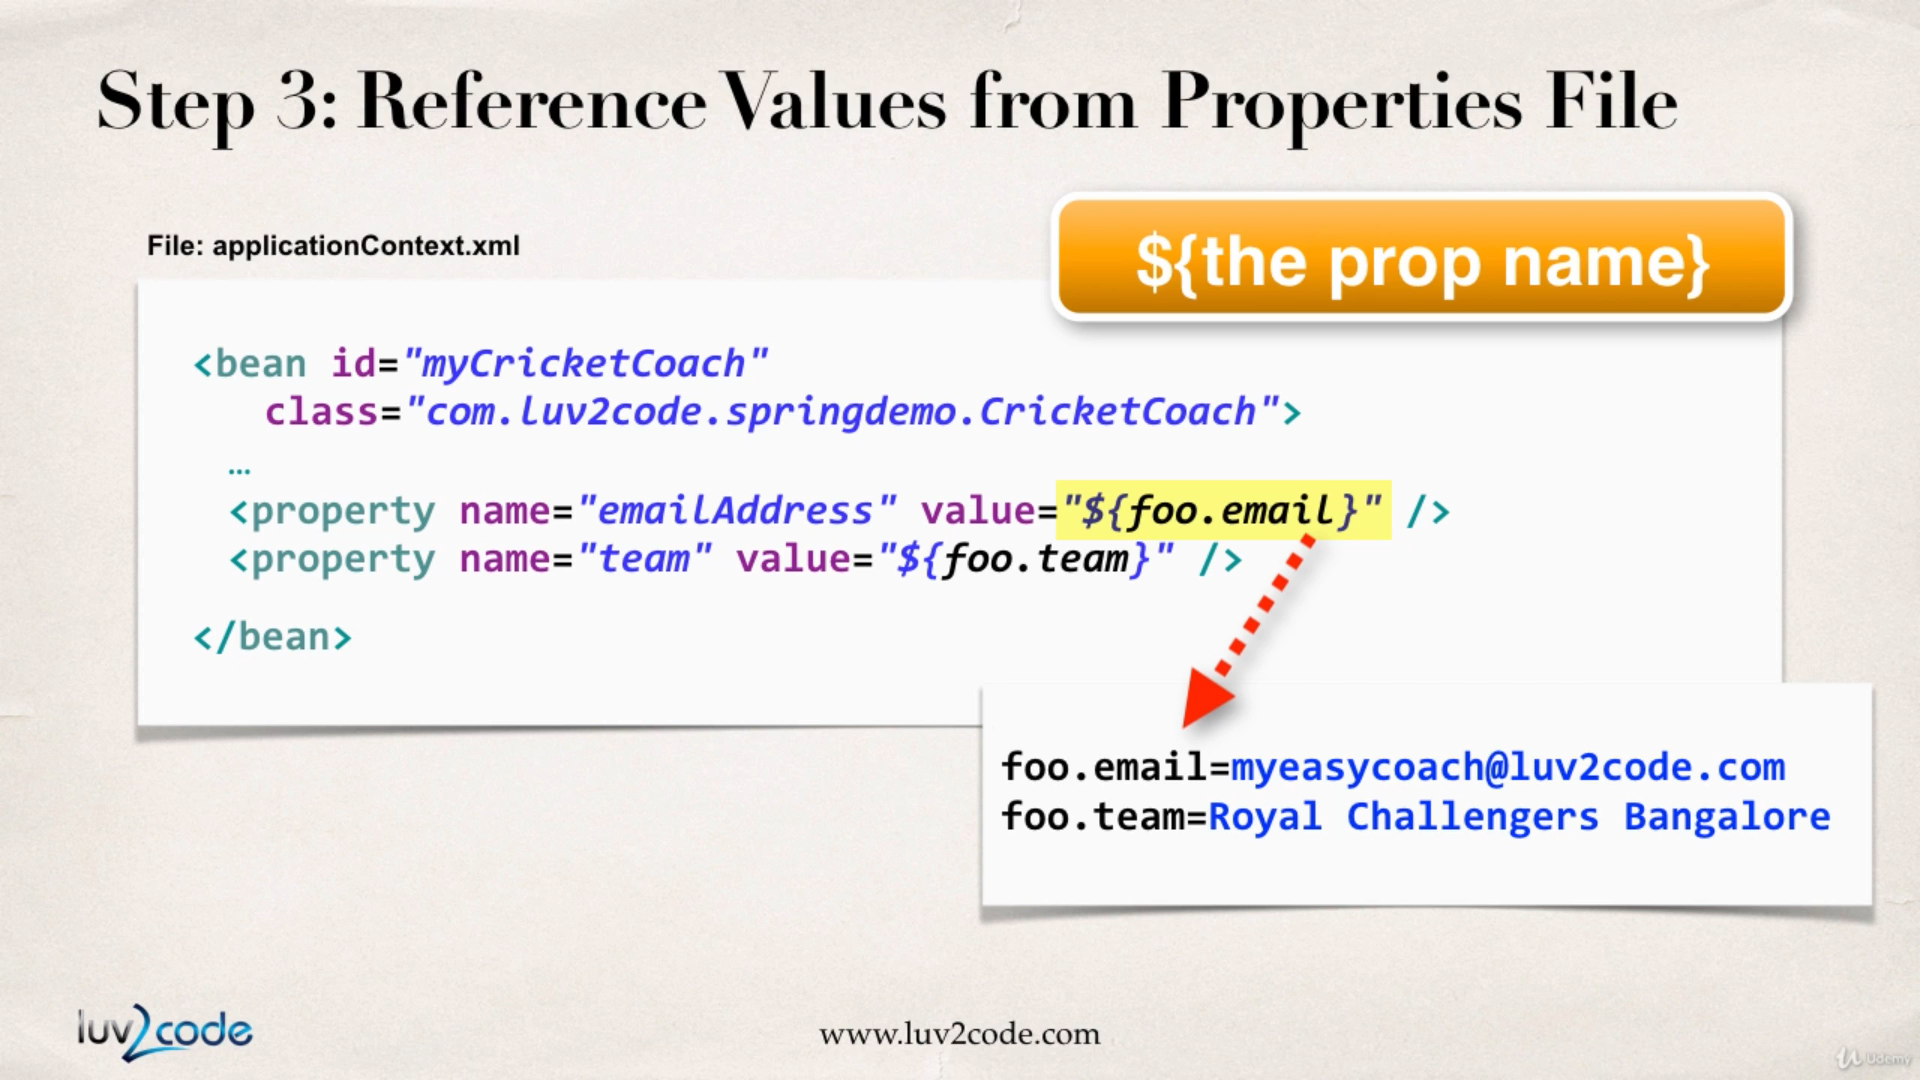 Step 3: Reference Values from Properties File
File: applicationContext.xml
${the prop name}
<bean id="myCricketCoach"
class="com.luv2code.springdemo.CricketCoach">
…
<property name="emailAddress" value="${foo.email}" />
<property name="team" value="${foo.team}" />
</bean>
foo.email=myeasycoach@luv2code.com
foo.team=Royal Challengers Bangalore
luv2code
www.luv2code.com
Udemy